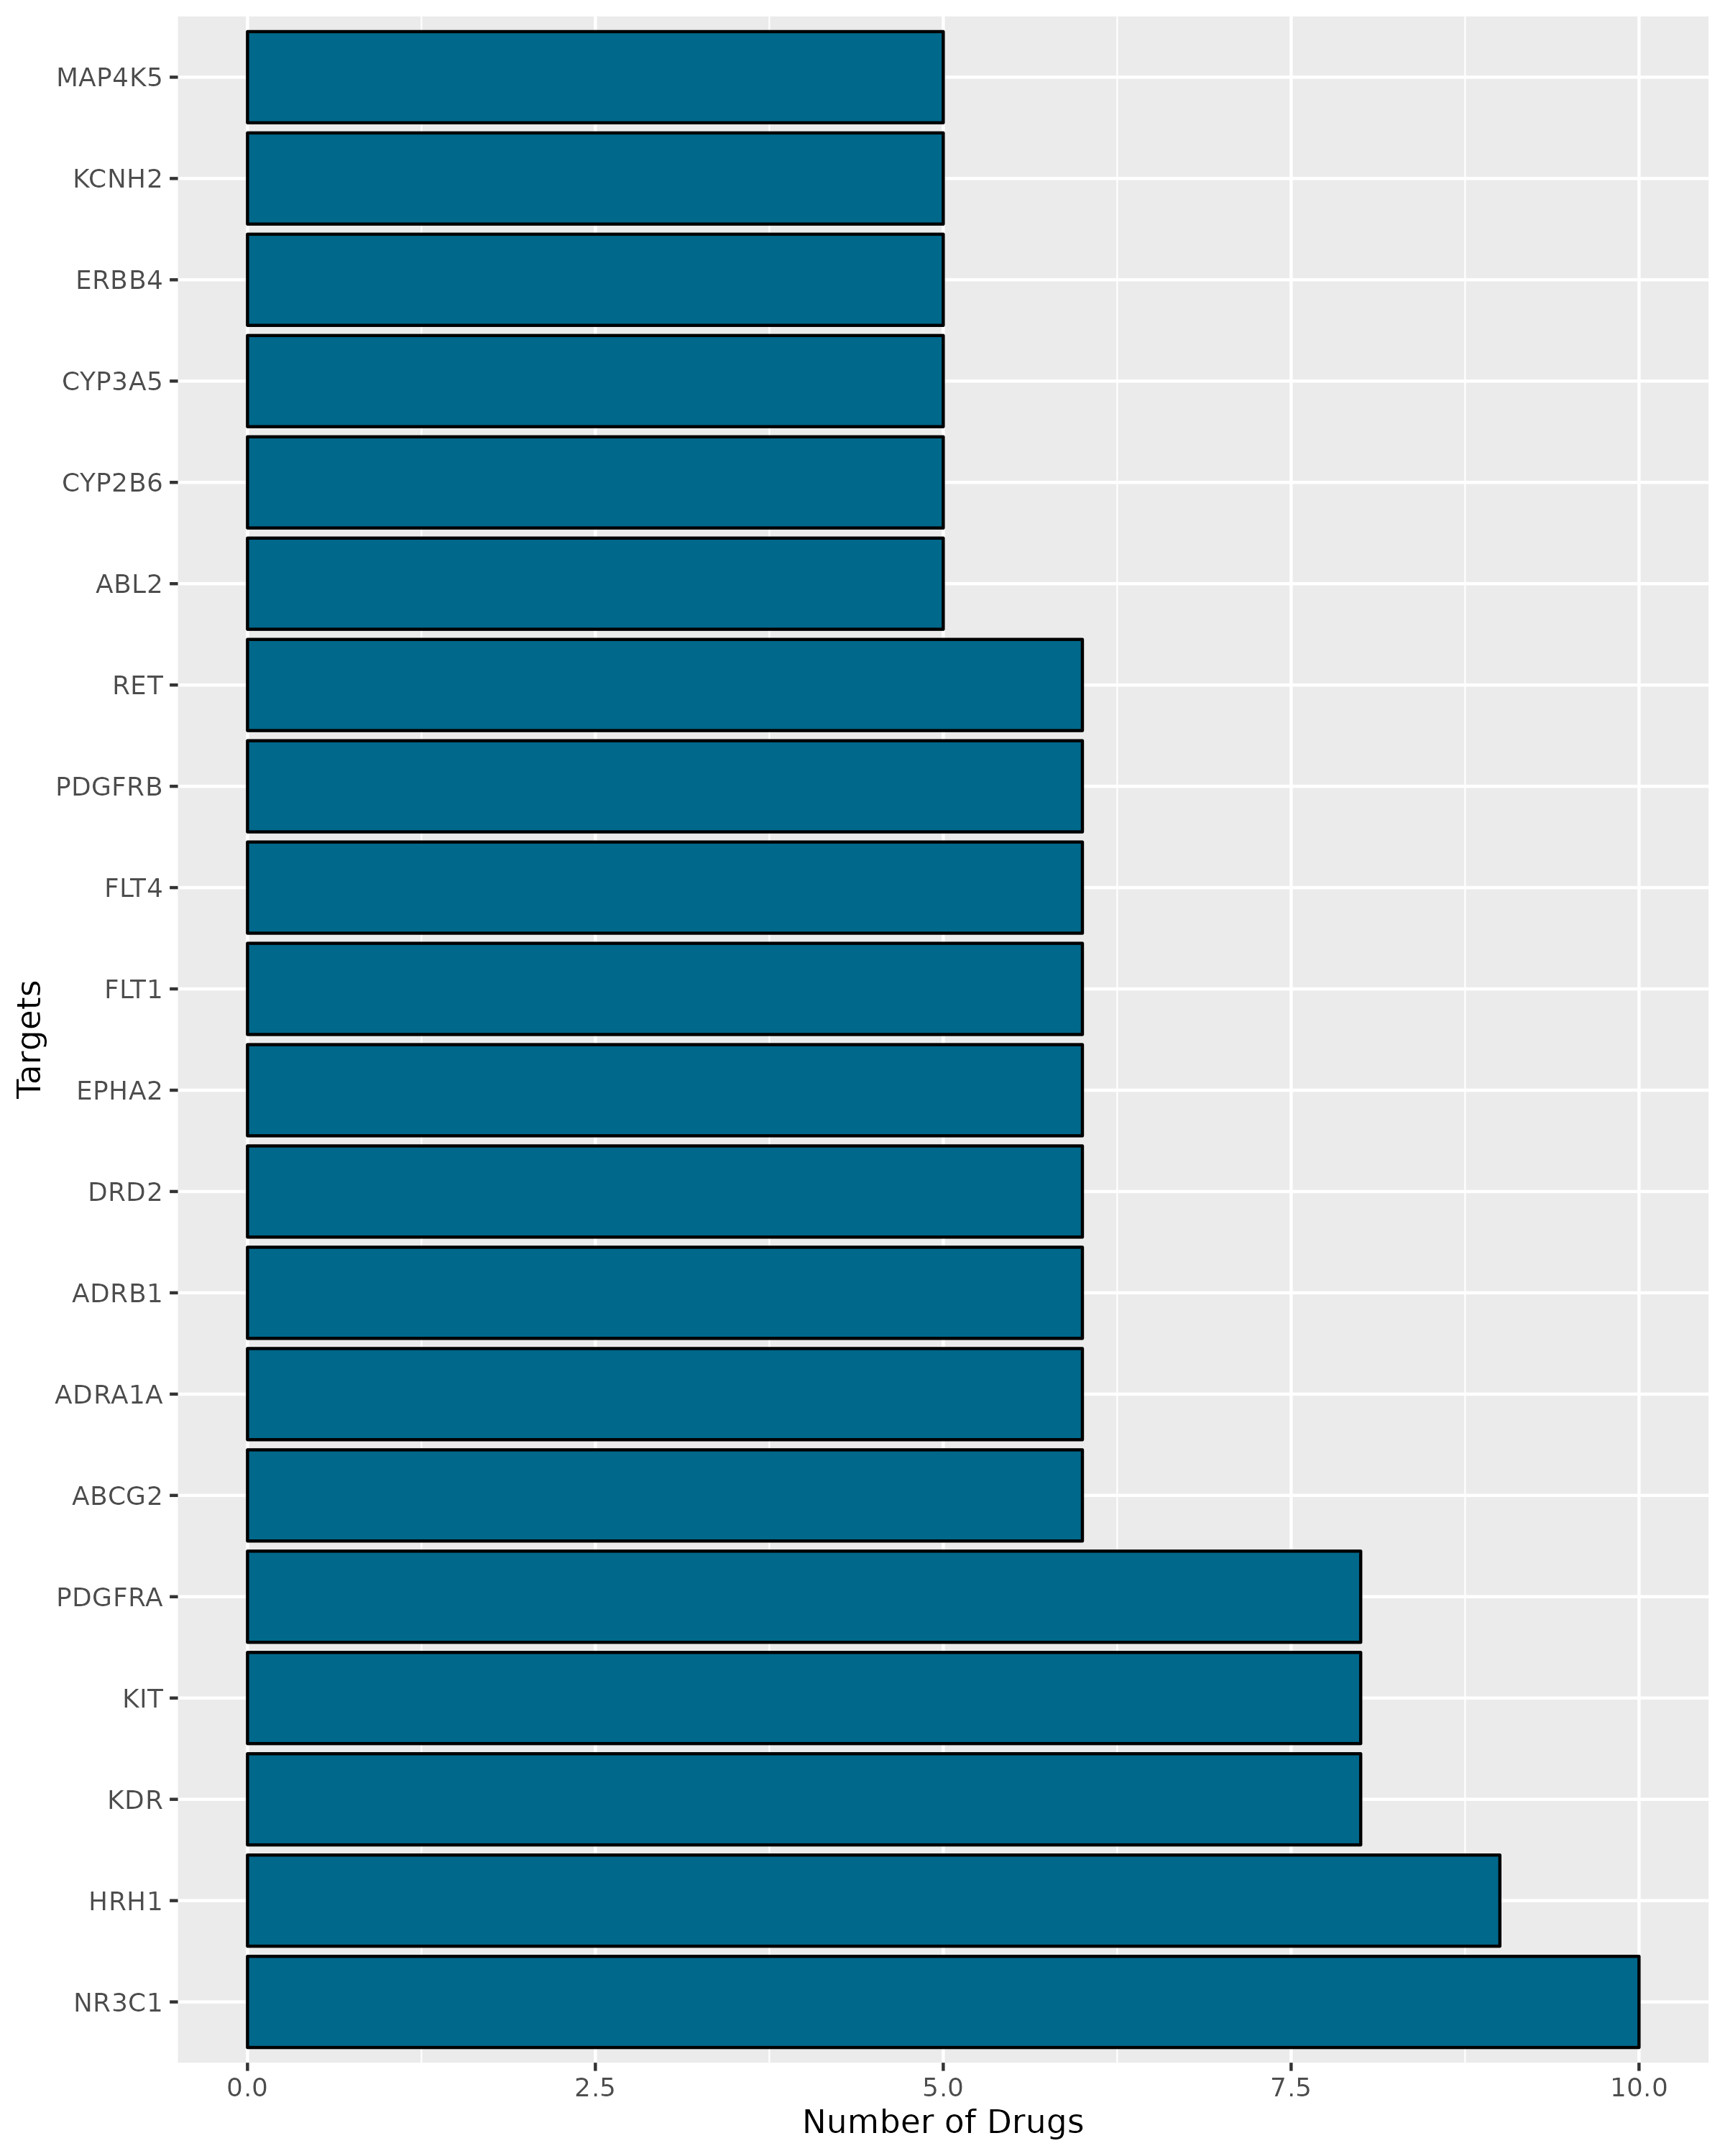 MAP4K5
KCNH2
ERBB4
CYP3A5
CYP2B6
ABL2
RET
PDGFRB
FLT4
FLT1
EPHA2
DRD2
ADRB1
ADRA1A
ABCG2
PDGFRA
KIT
KDR
HRH1
NR3C1
Targets
0.0 2.5 5.0 7.5 10.0
Number of Drugs